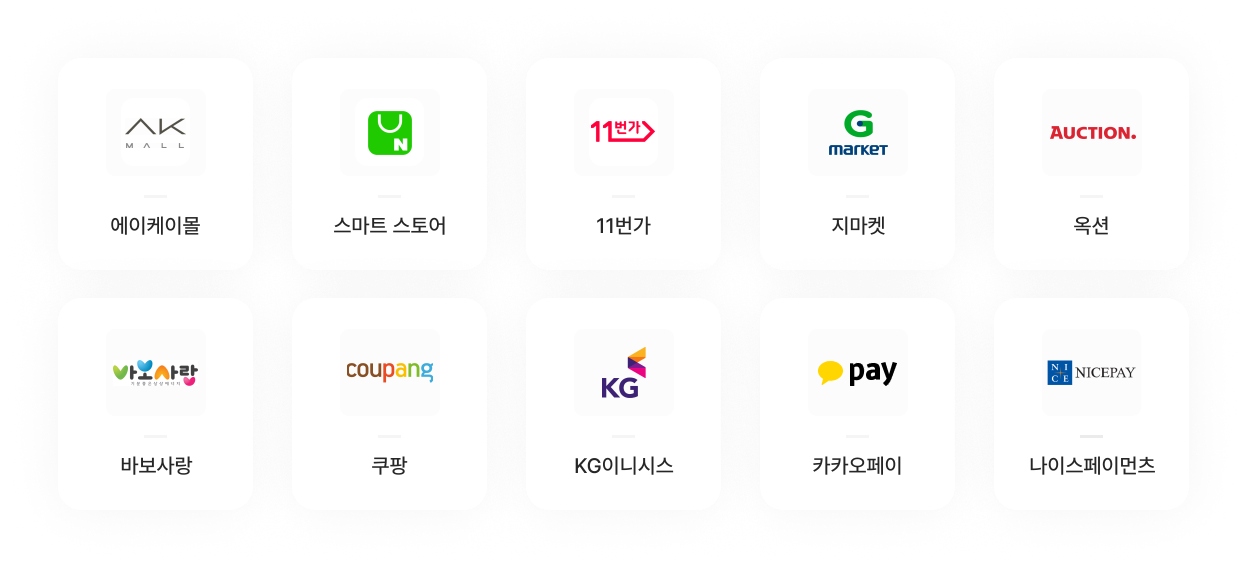 AK
MALL
에이케이몰
N
스마트 스토어
11번가
11번가
G
market
지마켓
AUCTION.
옥션
바보사랑
바보사랑
coupang
쿠팡
KG
KG이니시스
pay
카카오페이
NICE
NICEPAY
나이스페이먼츠